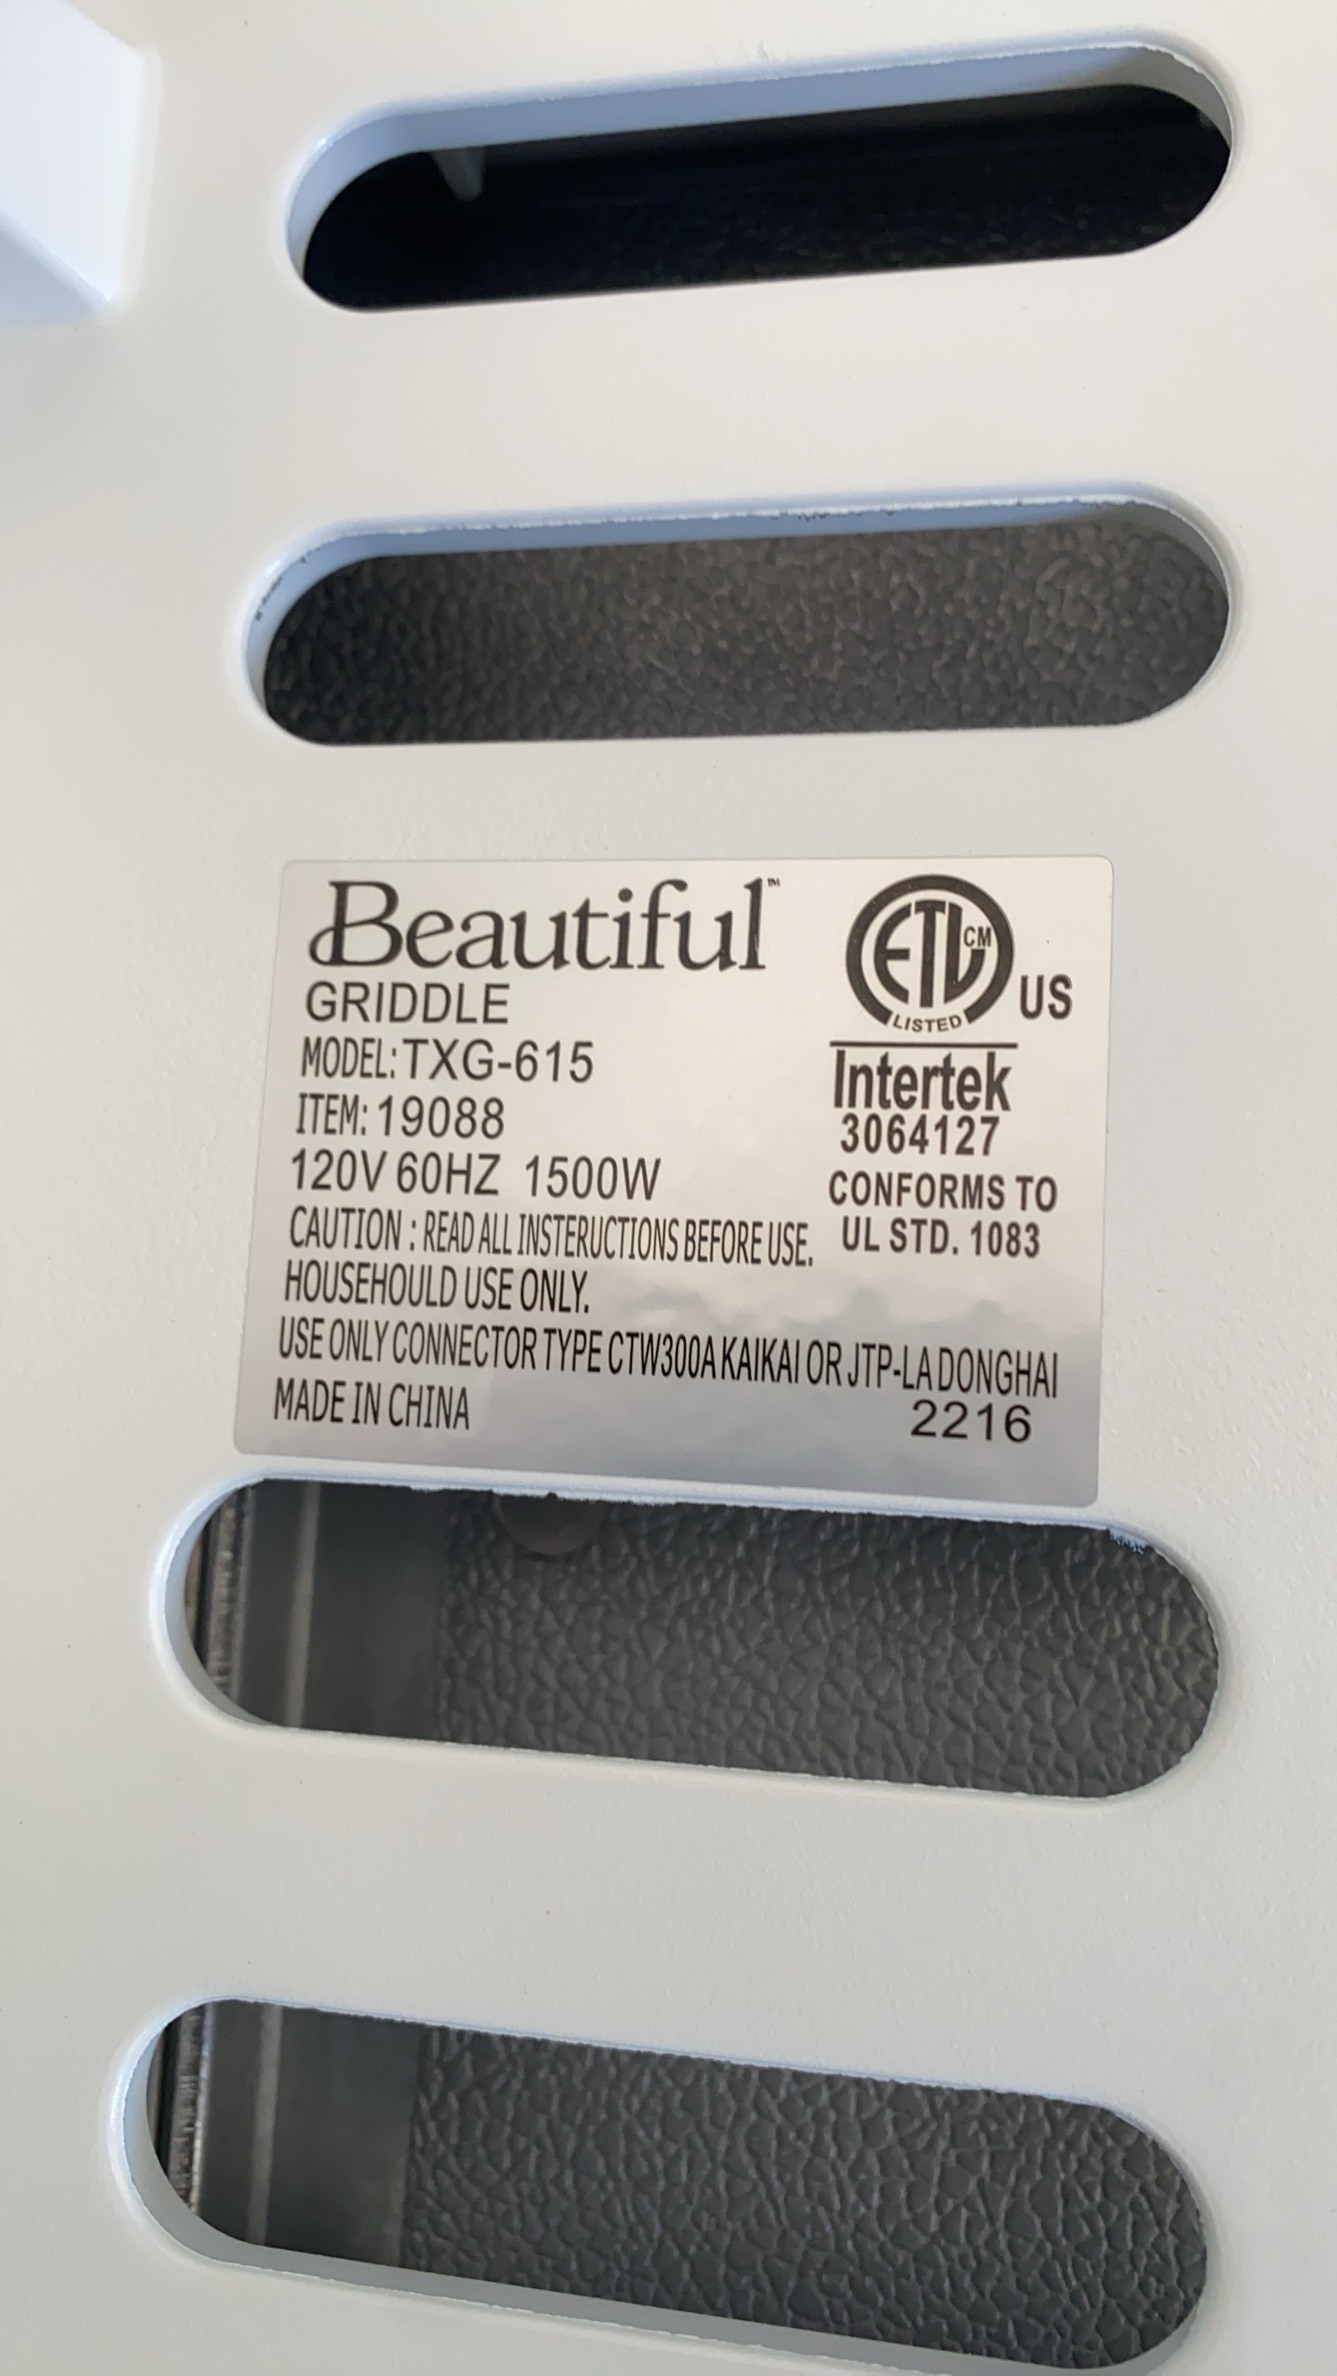 Beautiful™
GRIDDLE
MODEL: TXG-615
ITEM: 19088
120V 60HZ 1500W
CAUTION : READ ALL INSTERUCTIONS BEFORE USE.
HOUSEHOULD USE ONLY.
USE ONLY CONNECTOR TYPE CTW300A KAIKAI OR JTP-LA DONGHAI
MADE IN CHINA
2216
ETL CM
LISTED
US
Intertek
3064127
CONFORMS TO
UL STD. 1083